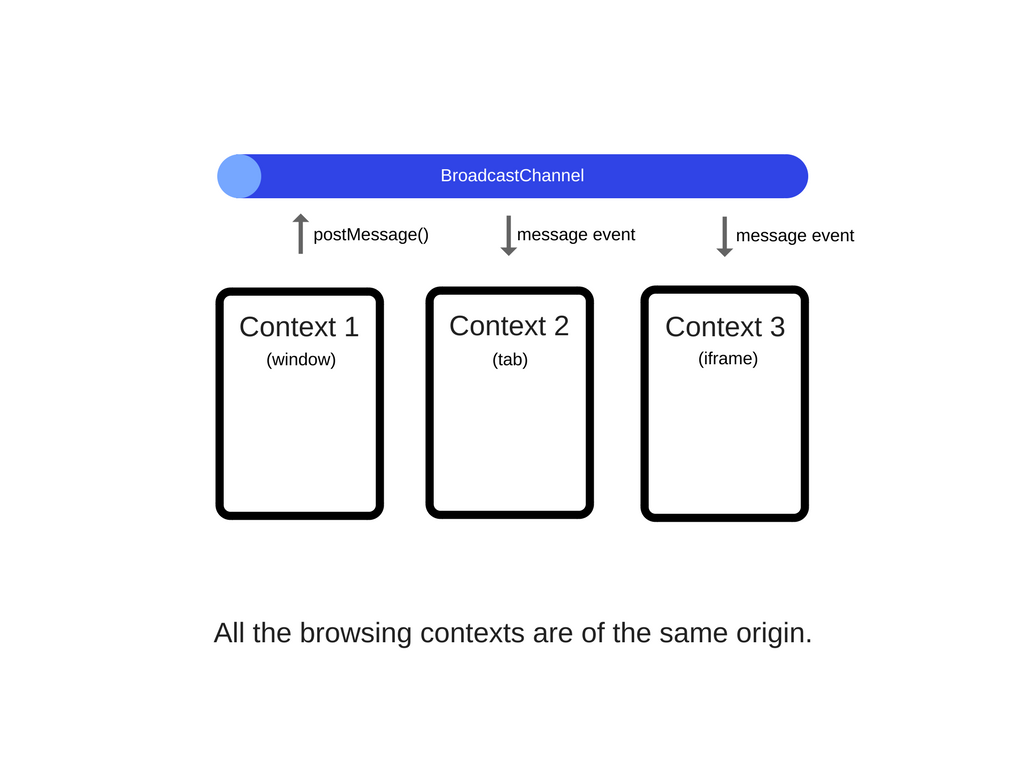 BroadcastChannel
postMessage()
message event
message event
Context 1
(window)
Context 2
(tab)
Context 3
(iframe)
All the browsing contexts are of the same origin.